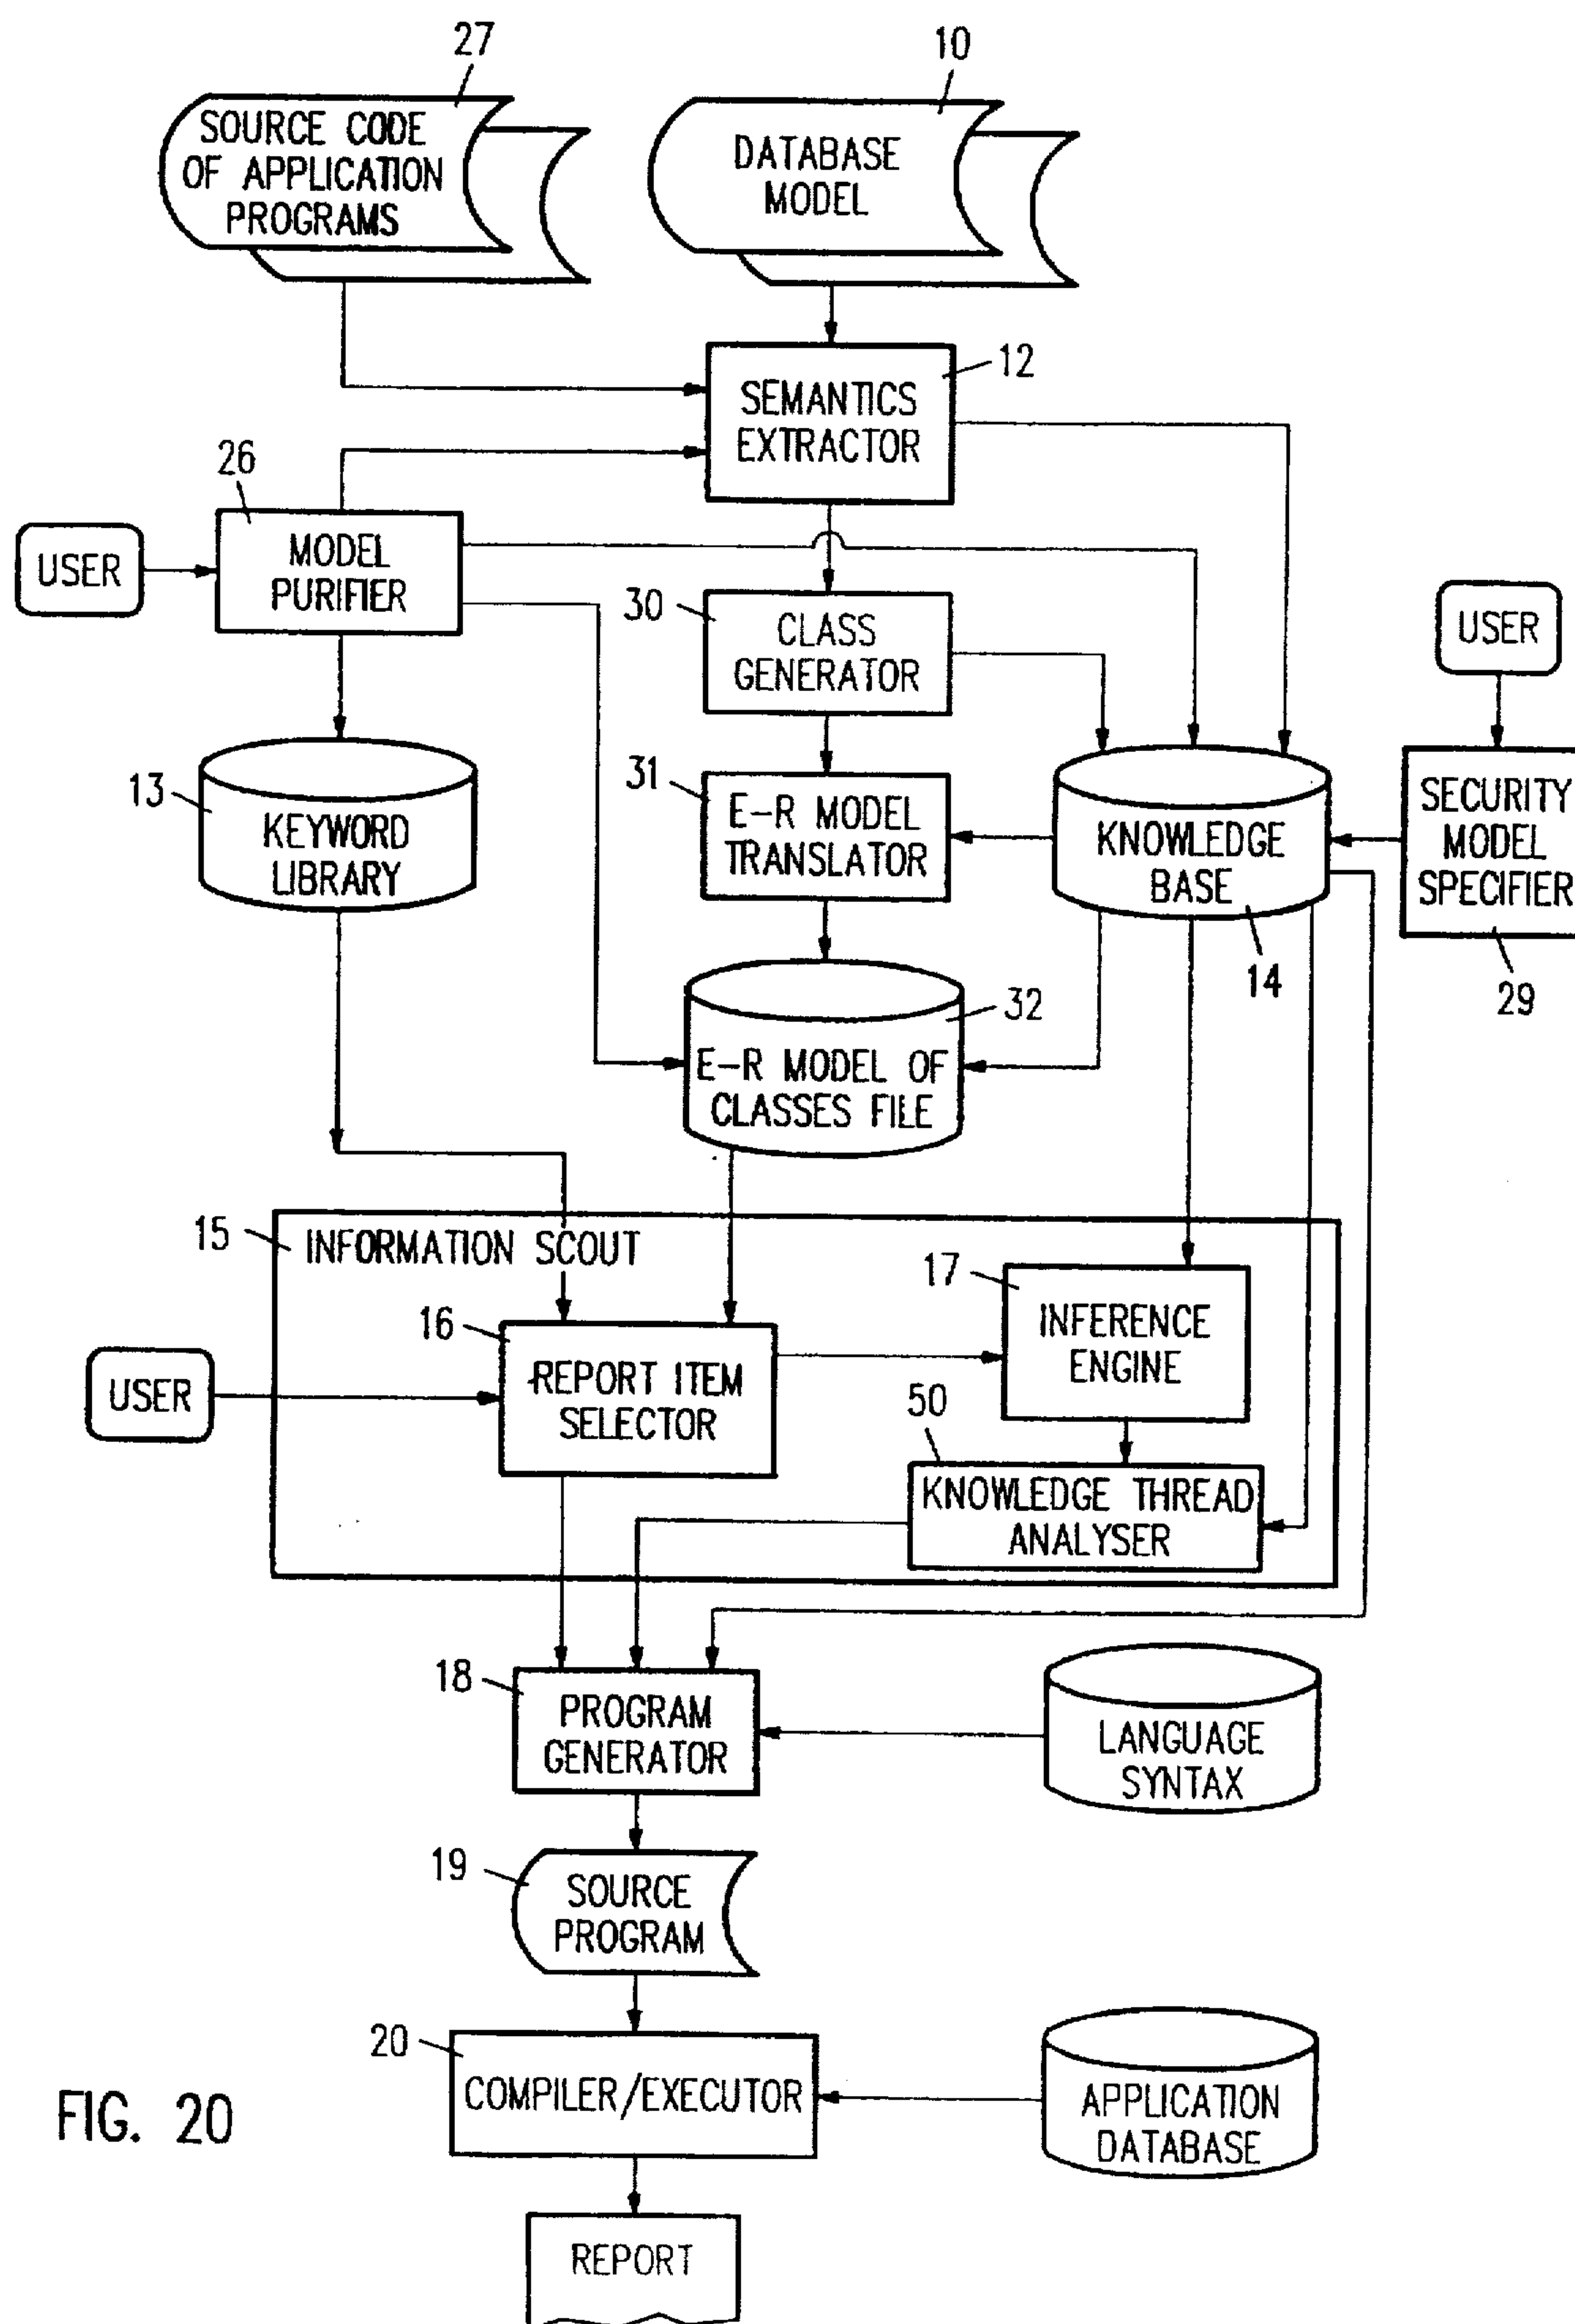 27
10
SOURCE CODE
OF APPLICATION
PROGRAMS
DATABASE
MODEL
12
SEMANTICS
EXTRACTOR
26
USER
MODEL
PURIFIER
30
CLASS
GENERATOR
USER
13
KEYWORD
LIBRARY
31
E-R MODEL
TRANSLATOR
KNOWLEDGE
BASE
14
SECURITY
MODEL
SPECIFIER
29
32
E-R MODEL OF
CLASSES FILE
15
INFORMATION SCOUT
17
INFERENCE
ENGINE
16
REPORT ITEM
SELECTOR
USER
50
KNOWLEDGE THREAD
ANALYSER
18
PROGRAM
GENERATOR
LANGUAGE
SYNTAX
19
SOURCE
PROGRAM
20
COMPILER/EXECUTOR
APPLICATION
DATABASE
FIG. 20
REPORT